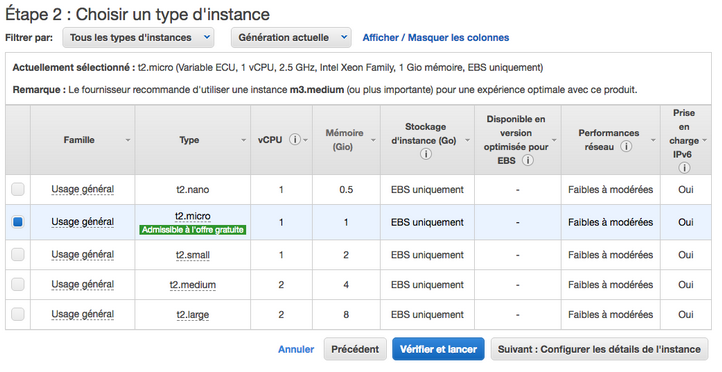 Étape 2 : Choisir un type d'instance
Filtrer par: Tous les types d'instances Génération actuelle Afficher / Masquer les colonnes
Actuellement sélectionné : t2.micro (Variable ECU, 1 vCPU, 2.5 GHz, Intel Xeon Family, 1 Gio mémoire, EBS uniquement)
Remarque : Le fournisseur recommande d'utiliser une instance m3.medium (ou plus importante) pour une expérience optimale avec ce produit.
Famille
Type
vCPU
Mémoire
(Gio)
Stockage
d'instance (Go)
Disponible en
version
optimisée pour
EBS
Performances
réseau
Prise
en
charge
IPv6
Usage général t2.nano 1 0.5 EBS uniquement - Faibles à modérées Oui
Usage général t2.micro 1 1 EBS uniquement - Faibles à modérées Oui
Admissible à l'offre gratuite
Usage général t2.small 1 2 EBS uniquement - Faibles à modérées Oui
Usage général t2.medium 2 4 EBS uniquement - Faibles à modérées Oui
Usage général t2.large 2 8 EBS uniquement - Faibles à modérées Oui
Annuler Précédent Vérifier et lancer Suivant : Configurer les détails de l'instance